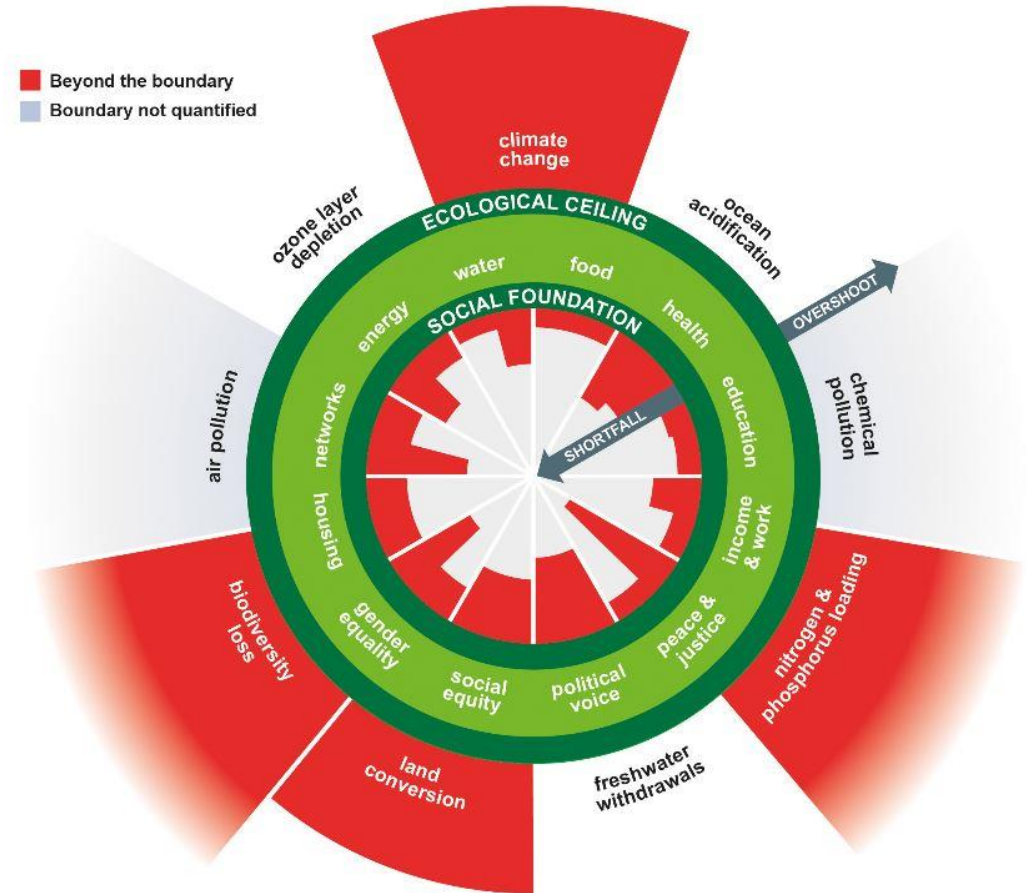 Beyond the boundary
Boundary not quantified
climate
change
ozone layer
depletion
ocean
acidification
ECOLOGICAL CEILING
water
food
energy
health
SOCIAL FOUNDATION
OVERSHOOT
SHORTFALL
networks
education
air pollution
chemical
pollution
housing
income
& work
gender
equality
peace &
justice
social
equity
political
voice
biodiversity
loss
nitrogen &
phosphorus loading
land
conversion
freshwater
withdrawals